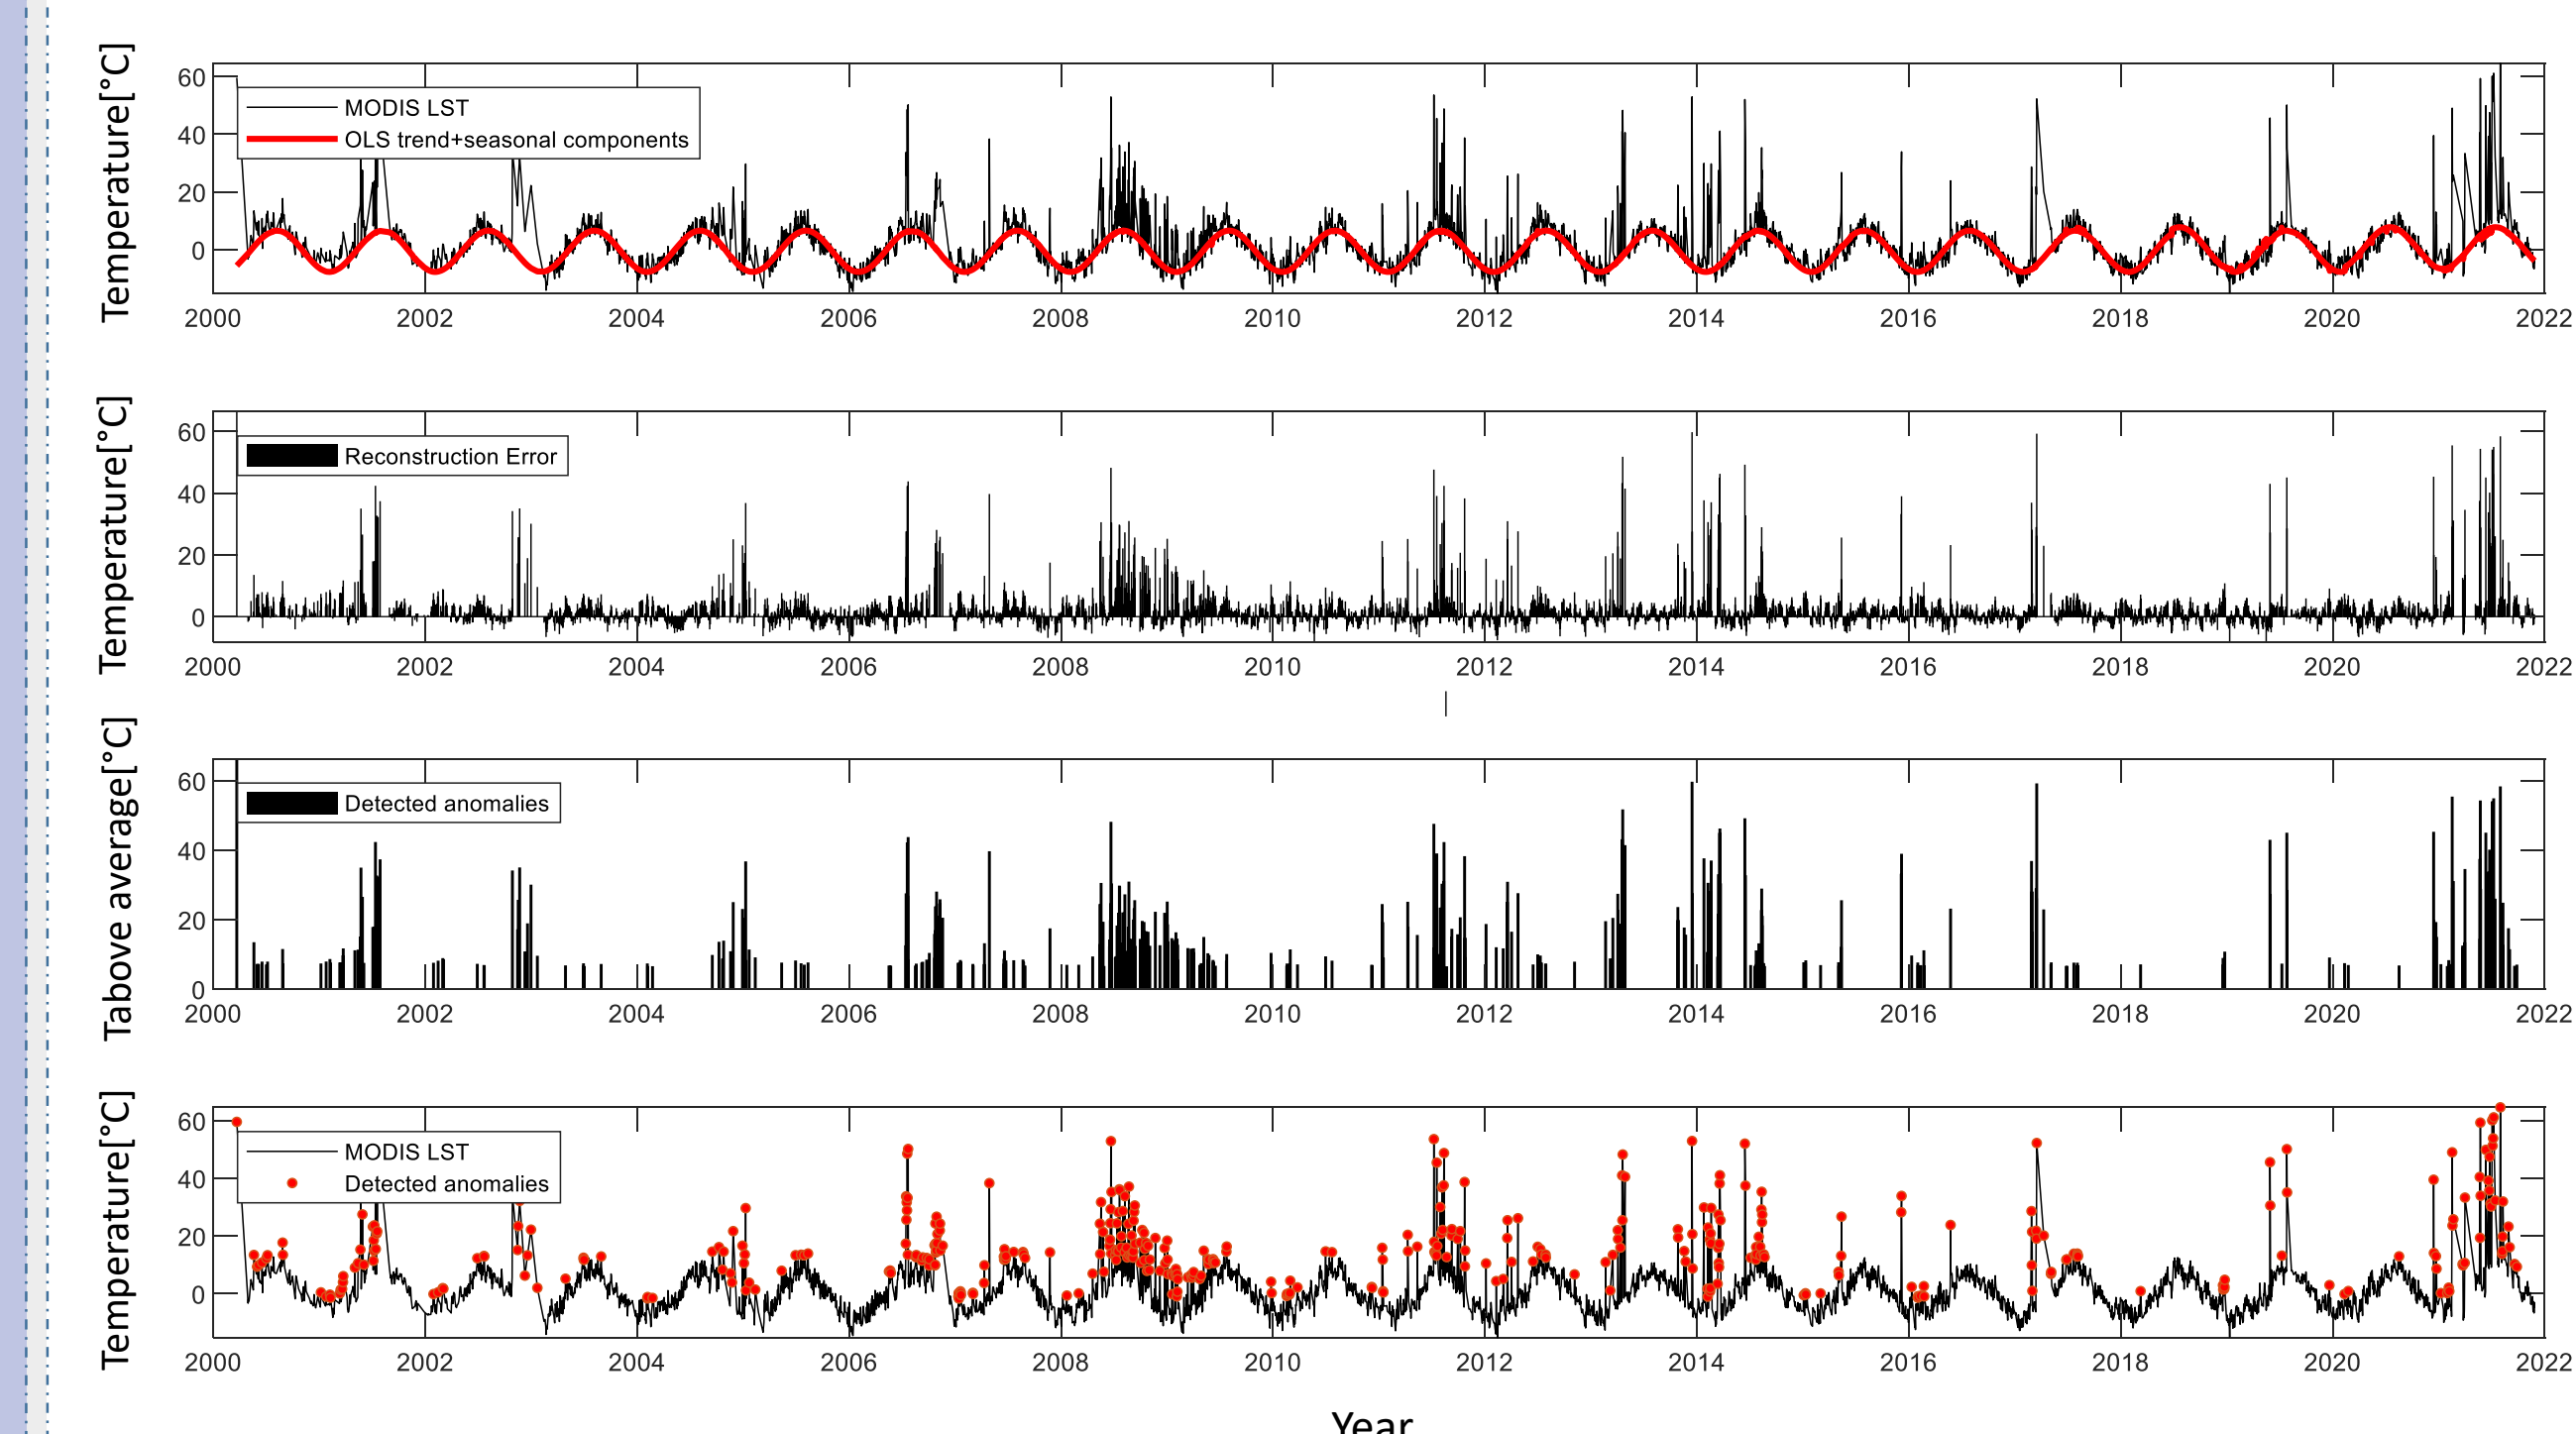 Temperature[°C]
60
40
20
0
MODIS LST
OLS trend+seasonal components
2000 2002 2004 2006 2008 2010 2012 2014 2016 2018 2020 2022
Temperature[°C]
60
40
20
0
Reconstruction Error
2000 2002 2004 2006 2008 2010 2012 2014 2016 2018 2020 2022
Tabove average[°C]
60
40
20
0
Detected anomalies
2000 2002 2004 2006 2008 2010 2012 2014 2016 2018 2020 2022
Temperature[°C]
60
40
20
0
MODIS LST
Detected anomalies
2000 2002 2004 2006 2008 2010 2012 2014 2016 2018 2020 2022
Year